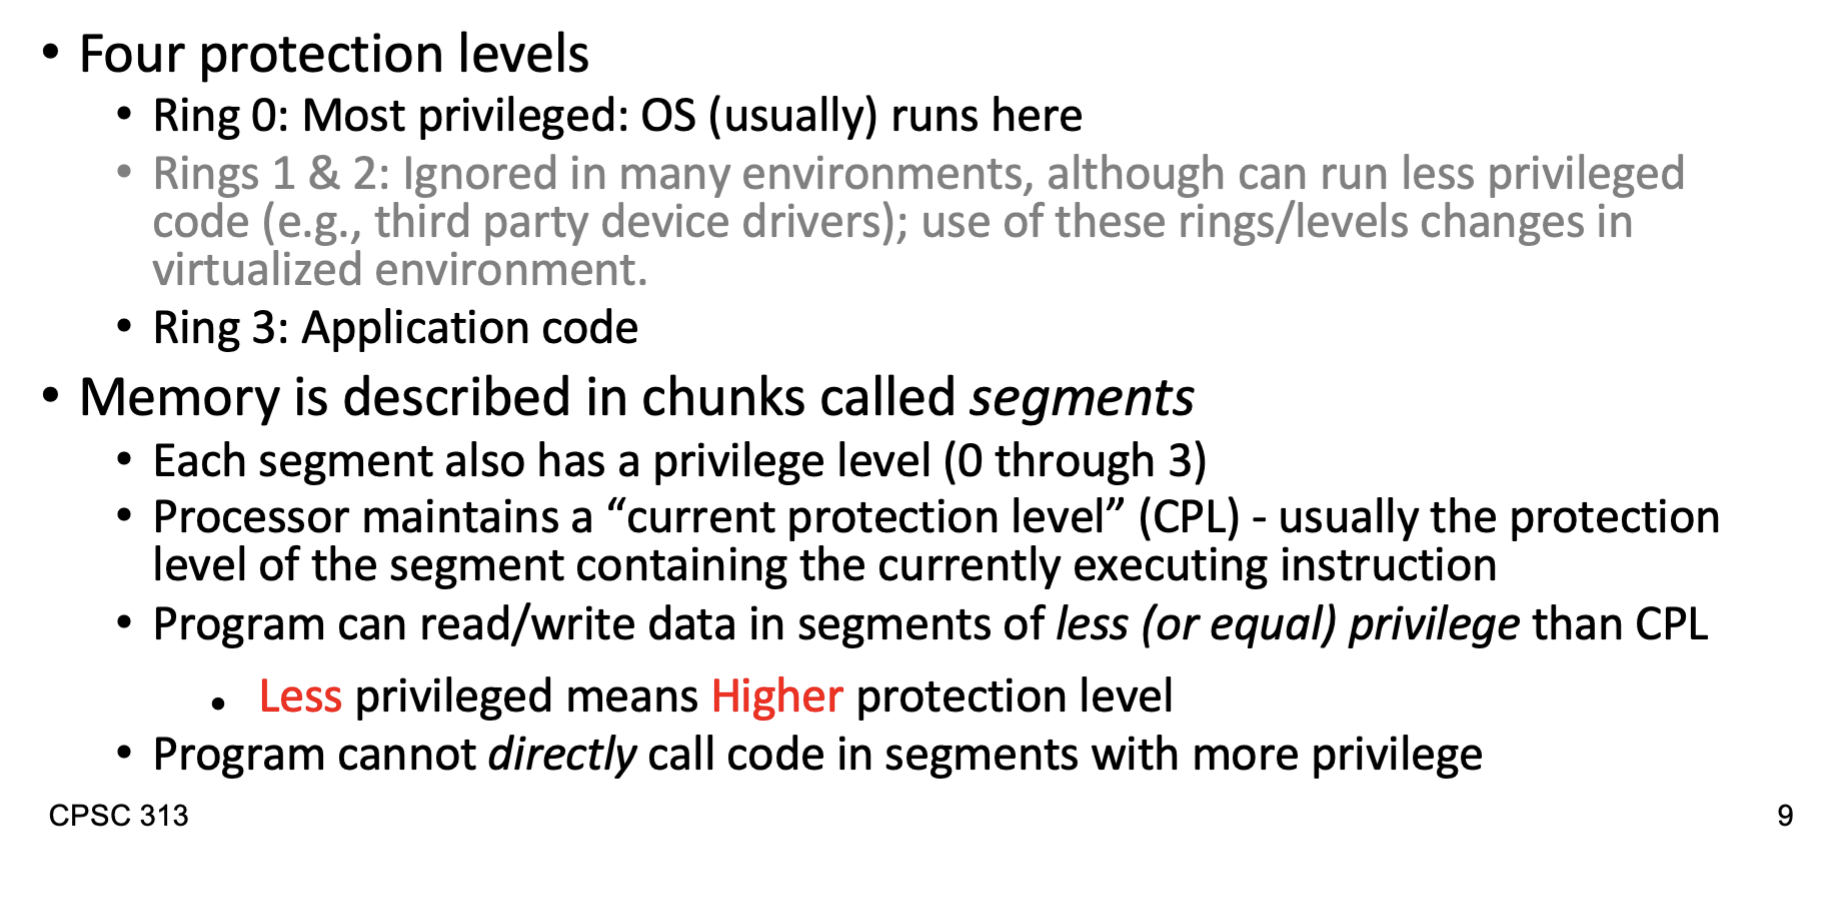 • Four protection levels
• Ring 0: Most privileged: OS (usually) runs here
• Rings 1 & 2: Ignored in many environments, although can run less privileged
code (e.g., third party device drivers); use of these rings/levels changes in
virtualized environment.
• Ring 3: Application code
• Memory is described in chunks called segments
• Each segment also has a privilege level (0 through 3)
• Processor maintains a “current protection level” (CPL) - usually the protection
level of the segment containing the currently executing instruction
• Program can read/write data in segments of less (or equal) privilege than CPL
• Less privileged means Higher protection level
• Program cannot directly call code in segments with more privilege
CPSC 313
9